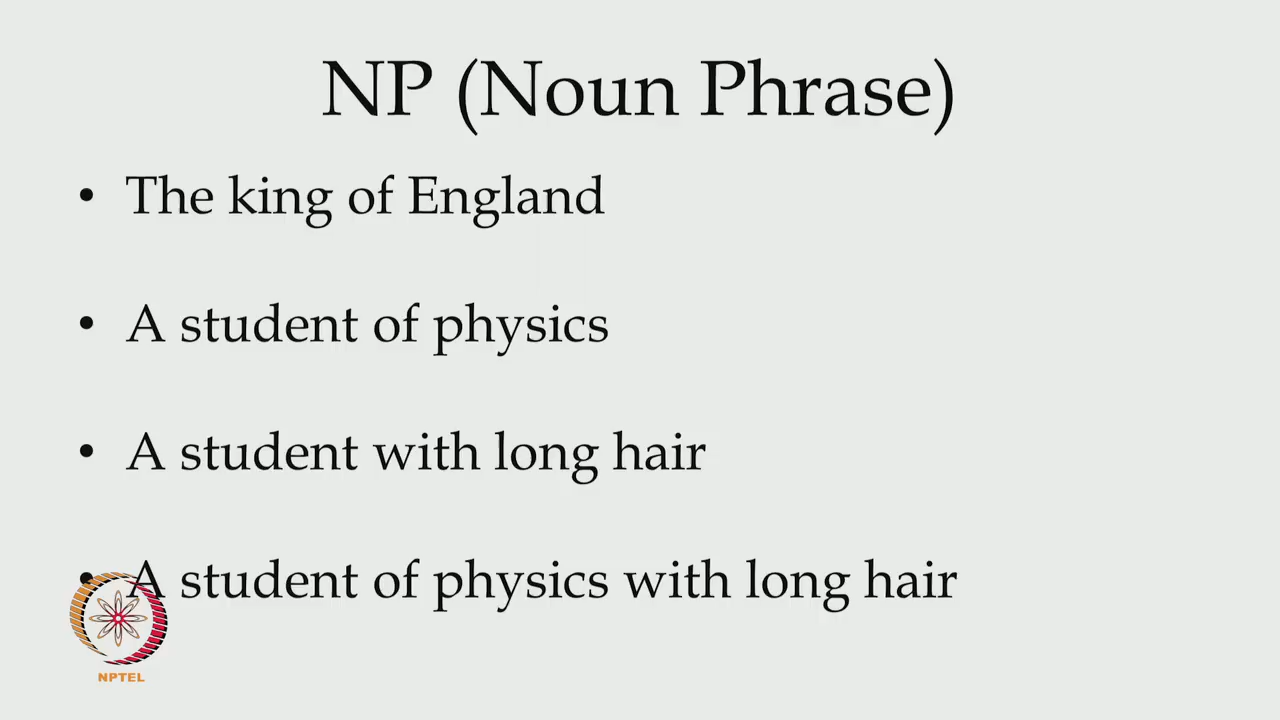 NP (Noun Phrase)
• The king of England
• A student of physics
• A student with long hair
• A student of physics with long hair
NPTEL